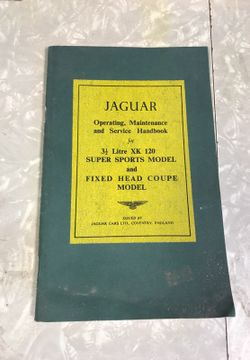 JAGUAR
Operating, Maintenance
and Service Handbook
for
3½ Litre XK 120
SUPER SPORTS MODEL
and
FIXED HEAD COUPE
MODEL
ISSUED BY
JAGUAR CARS LTD., COVENTRY, ENGLAND.